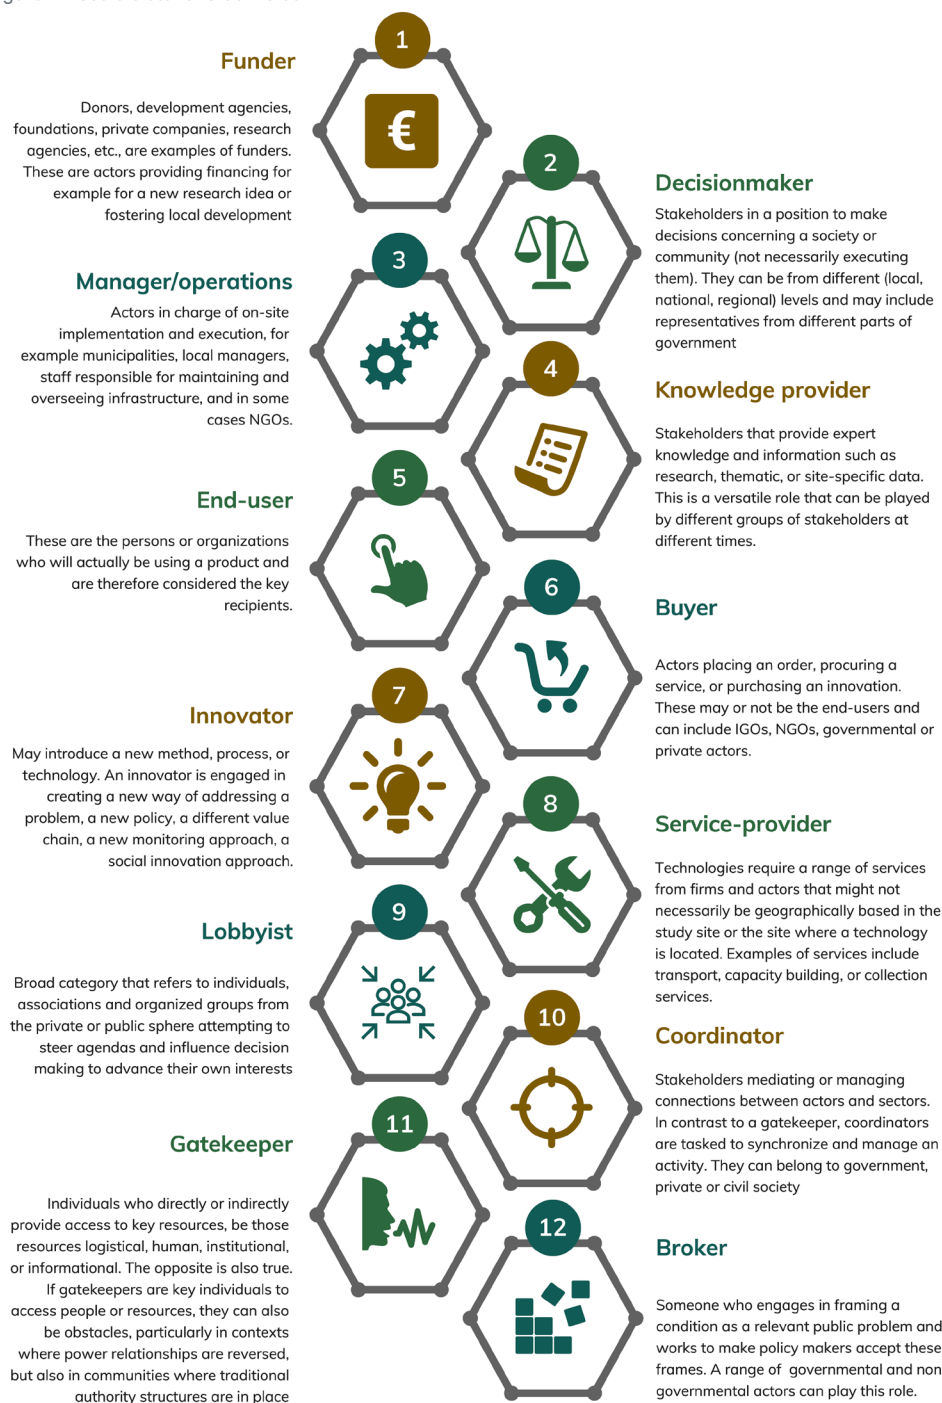 1
Funder
Donors, development agencies,
foundations, private companies, research
agencies, etc., are examples of funders.
These are actors providing financing for
example for a new research idea or
fostering local development
€
2
Decisionmaker
Stakeholders in a position to make
decisions concerning a society or
community (not necessarily executing
them). They can be from different (local,
national, regional) levels and may include
representatives from different parts of
government
3
Manager/operations
Actors in charge of on-site
implementation and execution, for
example municipalities, local managers,
staff responsible for maintaining and
overseeing infrastructure, and in some
cases NGOs.
4
Knowledge provider
Stakeholders that provide expert
knowledge and information such as
research, thematic, or site-specific data.
This is a versatile role that can be played
by different groups of stakeholders at
different times.
5
End-user
These are the persons or organizations
who will actually be using a product and
are therefore considered the key
recipients.
6
Buyer
Actors placing an order, procuring a
service, or purchasing an innovation.
These may or not be the end-users and
can include IGOs, NGOs, governmental or
private actors.
7
Innovator
May introduce a new method, process, or
technology. An innovator is engaged in
creating a new way of addressing a
problem, a new policy, a different value
chain, a new monitoring approach, a
social innovation approach.
8
Service-provider
Technologies require a range of services
from firms and actors that might not
necessarily be geographically based in the
study site or the site where a technology
is located. Examples of services include
transport, capacity building, or collection
services.
9
Lobbyist
Broad category that refers to individuals,
associations and organized groups from
the private or public sphere attempting to
steer agendas and influence decision
making to advance their own interests
10
Coordinator
Stakeholders mediating or managing
connections between actors and sectors.
In contrast to a gatekeeper, coordinators
are tasked to synchronize and manage an
activity. They can belong to government,
private or civil society
11
Gatekeeper
Individuals who directly or indirectly
provide access to key resources, be those
resources logistical, human, institutional,
or informational. The opposite is also true.
If gatekeepers are key individuals to
access people or resources, they can also
be obstacles, particularly in contexts
where power relationships are reversed,
but also in communities where traditional
authority structures are in place
12
Broker
Someone who engages in framing a
condition as a relevant public problem and
works to make policy makers accept these
frames. A range of governmental and non
governmental actors can play this role.